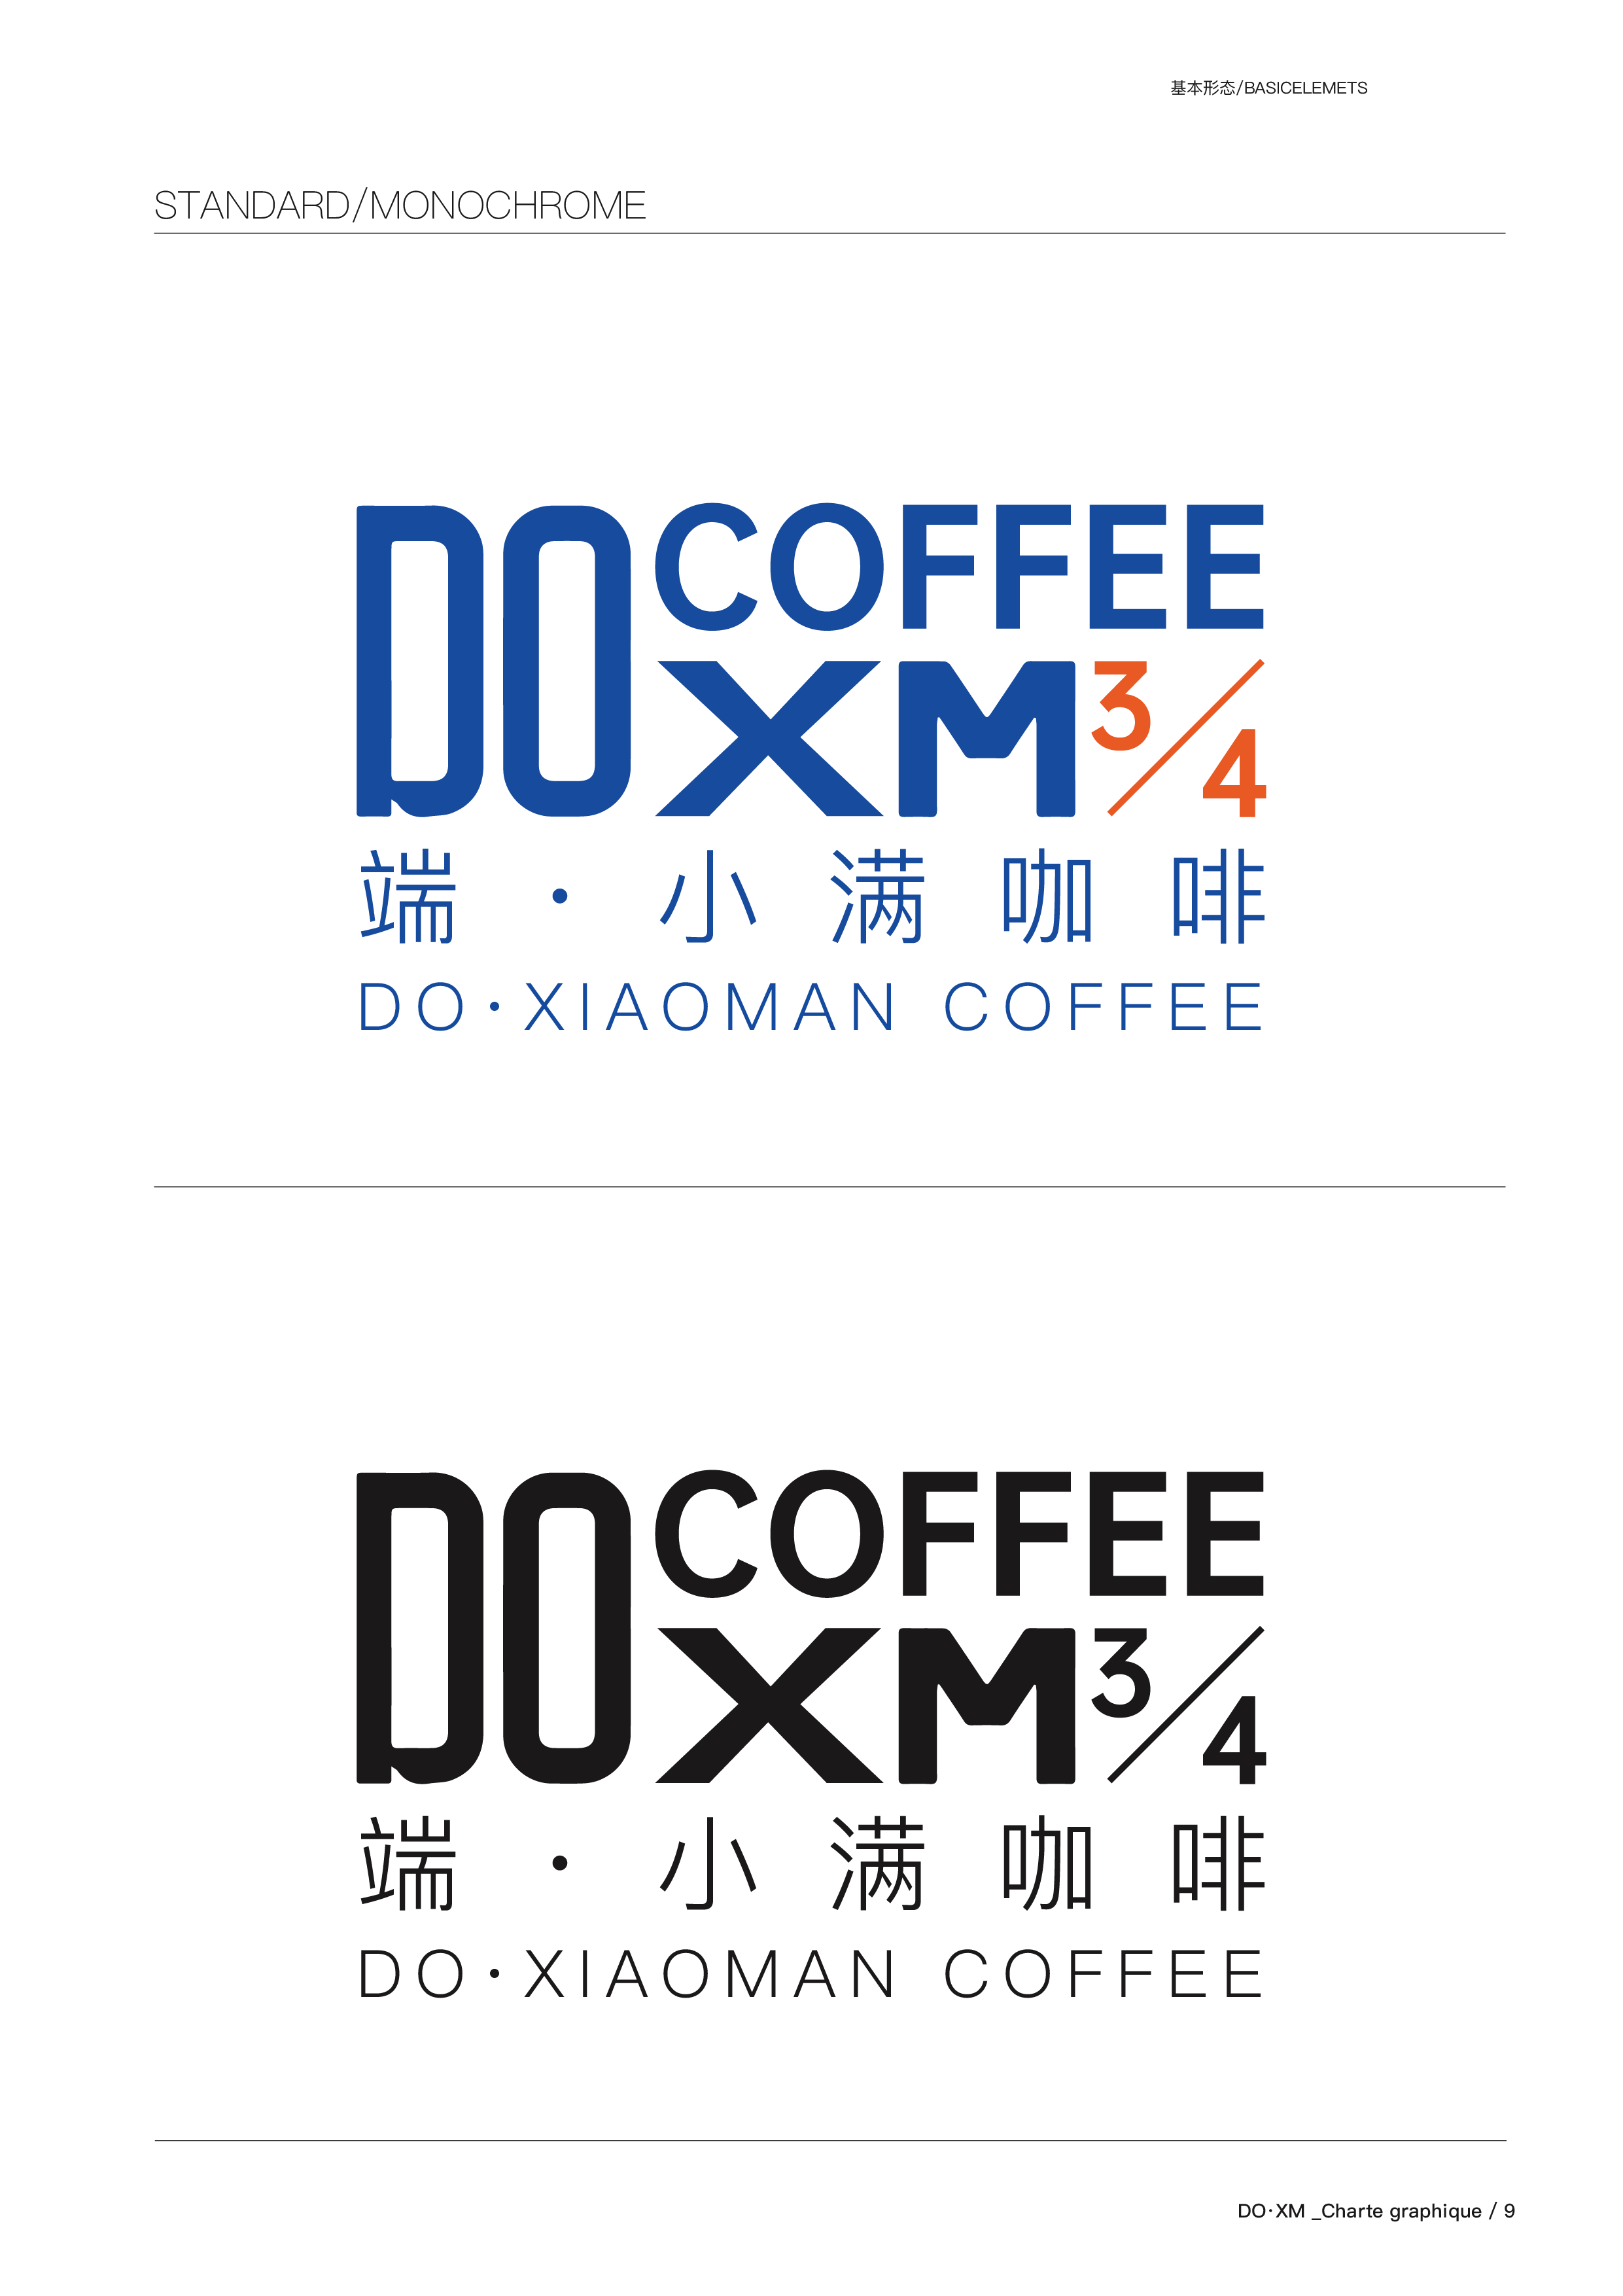 基本形态/BASICELEMETS
STANDARD/MONOCHROME
DO COFFEE
XM 3/4
端·小满咖啡
DO·XIAOMAN COFFEE
DO COFFEE
XM 3/4
端·小满咖啡
DO·XIAOMAN COFFEE
DO·XM _Charte graphique / 9